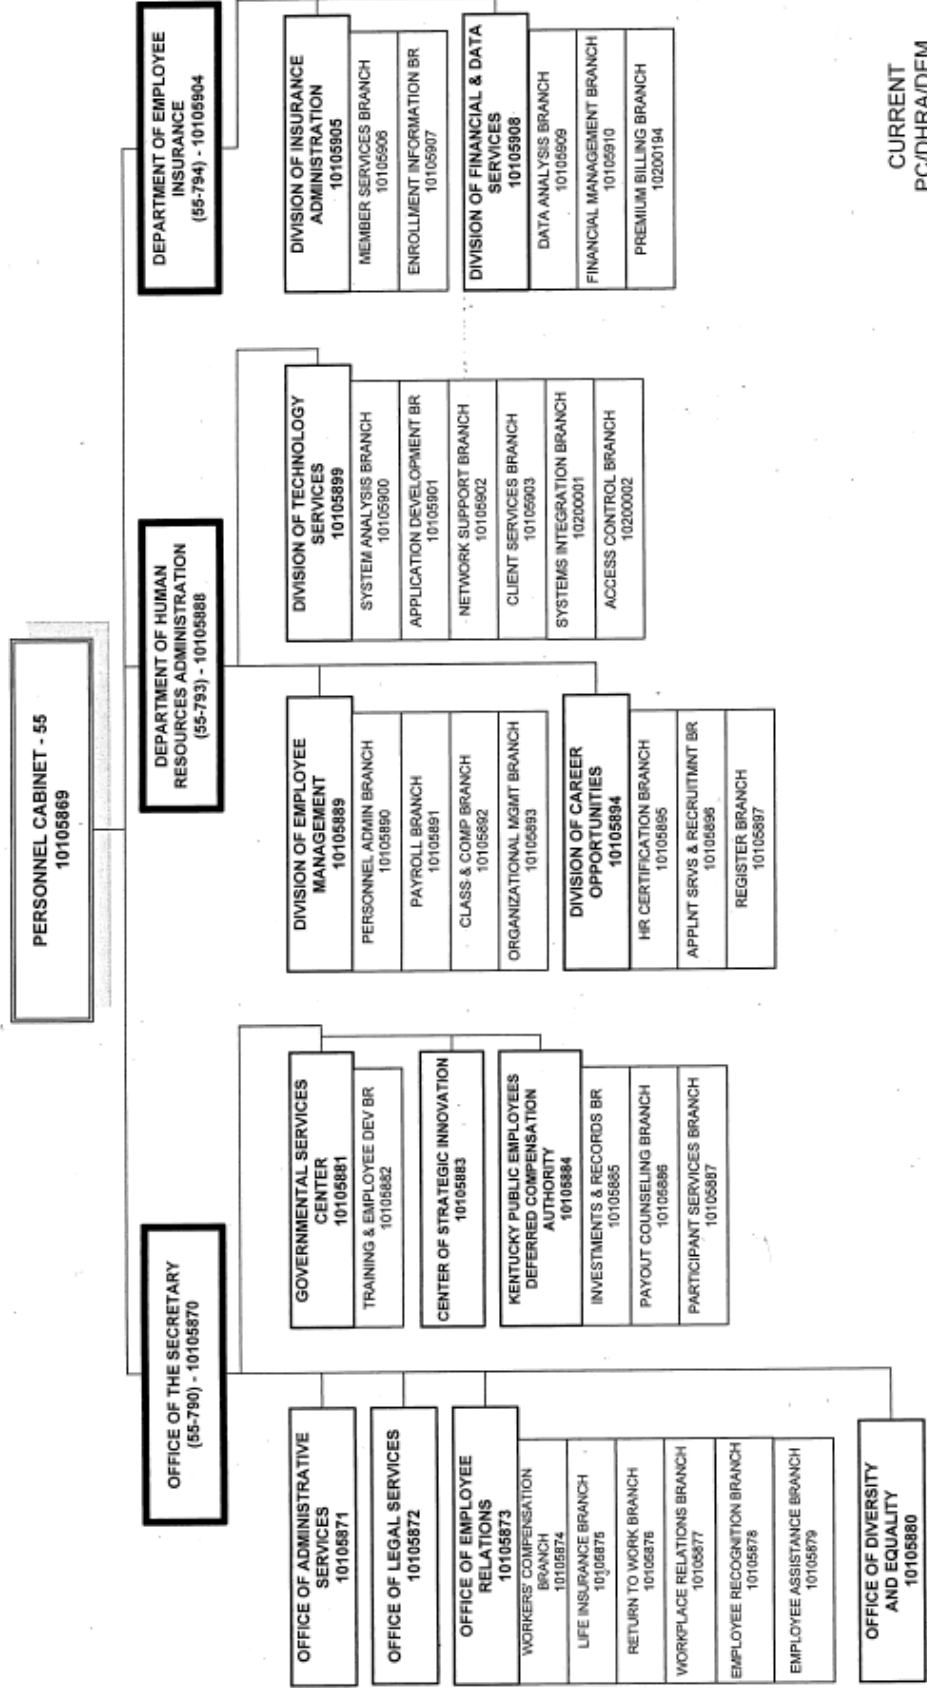 PERSONNEL CABINET - 55
10105869
OFFICE OF THE SECRETARY
(55-790) - 10105870
DEPARTMENT OF HUMAN
RESOURCES ADMINISTRATION
(55-793) - 10105888
DEPARTMENT OF EMPLOYEE
INSURANCE
(55-794) - 10105904
OFFICE OF ADMINISTRATIVE
SERVICES
10105871
OFFICE OF LEGAL SERVICES
10105872
OFFICE OF EMPLOYEE
RELATIONS
10105873
WORKERS' COMPENSATION
BRANCH
10105874
LIFE INSURANCE BRANCH
10105875
RETURN TO WORK BRANCH
10105876
WORKPLACE RELATIONS BRANCH
10105877
EMPLOYEE RECOGNITION BRANCH
10105878
EMPLOYEE ASSISTANCE BRANCH
10105879
OFFICE OF DIVERSITY
AND EQUALITY
10105880
GOVERNMENTAL SERVICES
CENTER
10105881
TRAINING & EMPLOYEE DEV BR
10105882
CENTER OF STRATEGIC INNOVATION
10105883
KENTUCKY PUBLIC EMPLOYEES
DEFERRED COMPENSATION
AUTHORITY
10105884
INVESTMENTS & RECORDS BR
10105885
PAYOUT COUNSELING BRANCH
10105886
PARTICIPANT SERVICES BRANCH
10105887
DIVISION OF EMPLOYEE
MANAGEMENT
10105889
PERSONNEL ADMIN BRANCH
10105890
PAYROLL BRANCH
10105891
CLASS & COMP BRANCH
10105892
ORGANIZATIONAL MGMT BRANCH
10105893
DIVISION OF CAREER
OPPORTUNITIES
10105894
HR CERTIFICATION BRANCH
10105895
APPLNT SRVS & RECRUITMNT BR
10105896
REGISTER BRANCH
10105897
DIVISION OF TECHNOLOGY
SERVICES
10105899
SYSTEM ANALYSIS BRANCH
10105900
APPLICATION DEVELOPMENT BR
10105901
NETWORK SUPPORT BRANCH
10105902
CLIENT SERVICES BRANCH
10105903
SYSTEMS INTEGRATION BRANCH
10200001
ACCESS CONTROL BRANCH
10200002
DIVISION OF INSURANCE
ADMINISTRATION
10105905
MEMBER SERVICES BRANCH
10105906
ENROLLMENT INFORMATION BR
10105907
DIVISION OF FINANCIAL & DATA
SERVICES
10105908
DATA ANALYSIS BRANCH
10105909
FINANCIAL MANAGEMENT BRANCH
10105910
PREMIUM BILLING BRANCH
10200194
CURRENT
PC/DHRA/DEM